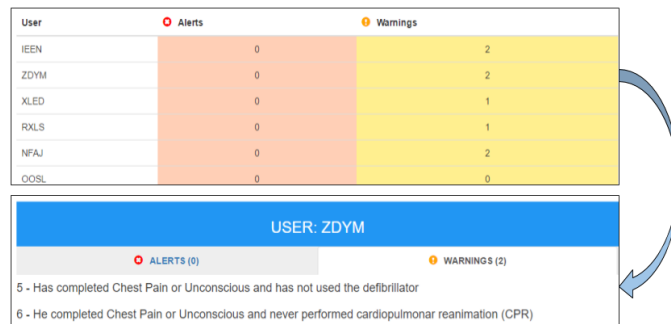 User Alerts Warnings
IEEN 0 2
ZDYM 0 2
XLED 0 1
RXLS 0 1
NFAJ 0 2
OOSL 0 0
USER: ZDYM
ALERTS (0) WARNINGS (2)
5 - Has completed Chest Pain or Unconscious and has not used the defibrillator
6 - He completed Chest Pain or Unconscious and never performed cardiopulmonar reanimation (CPR)